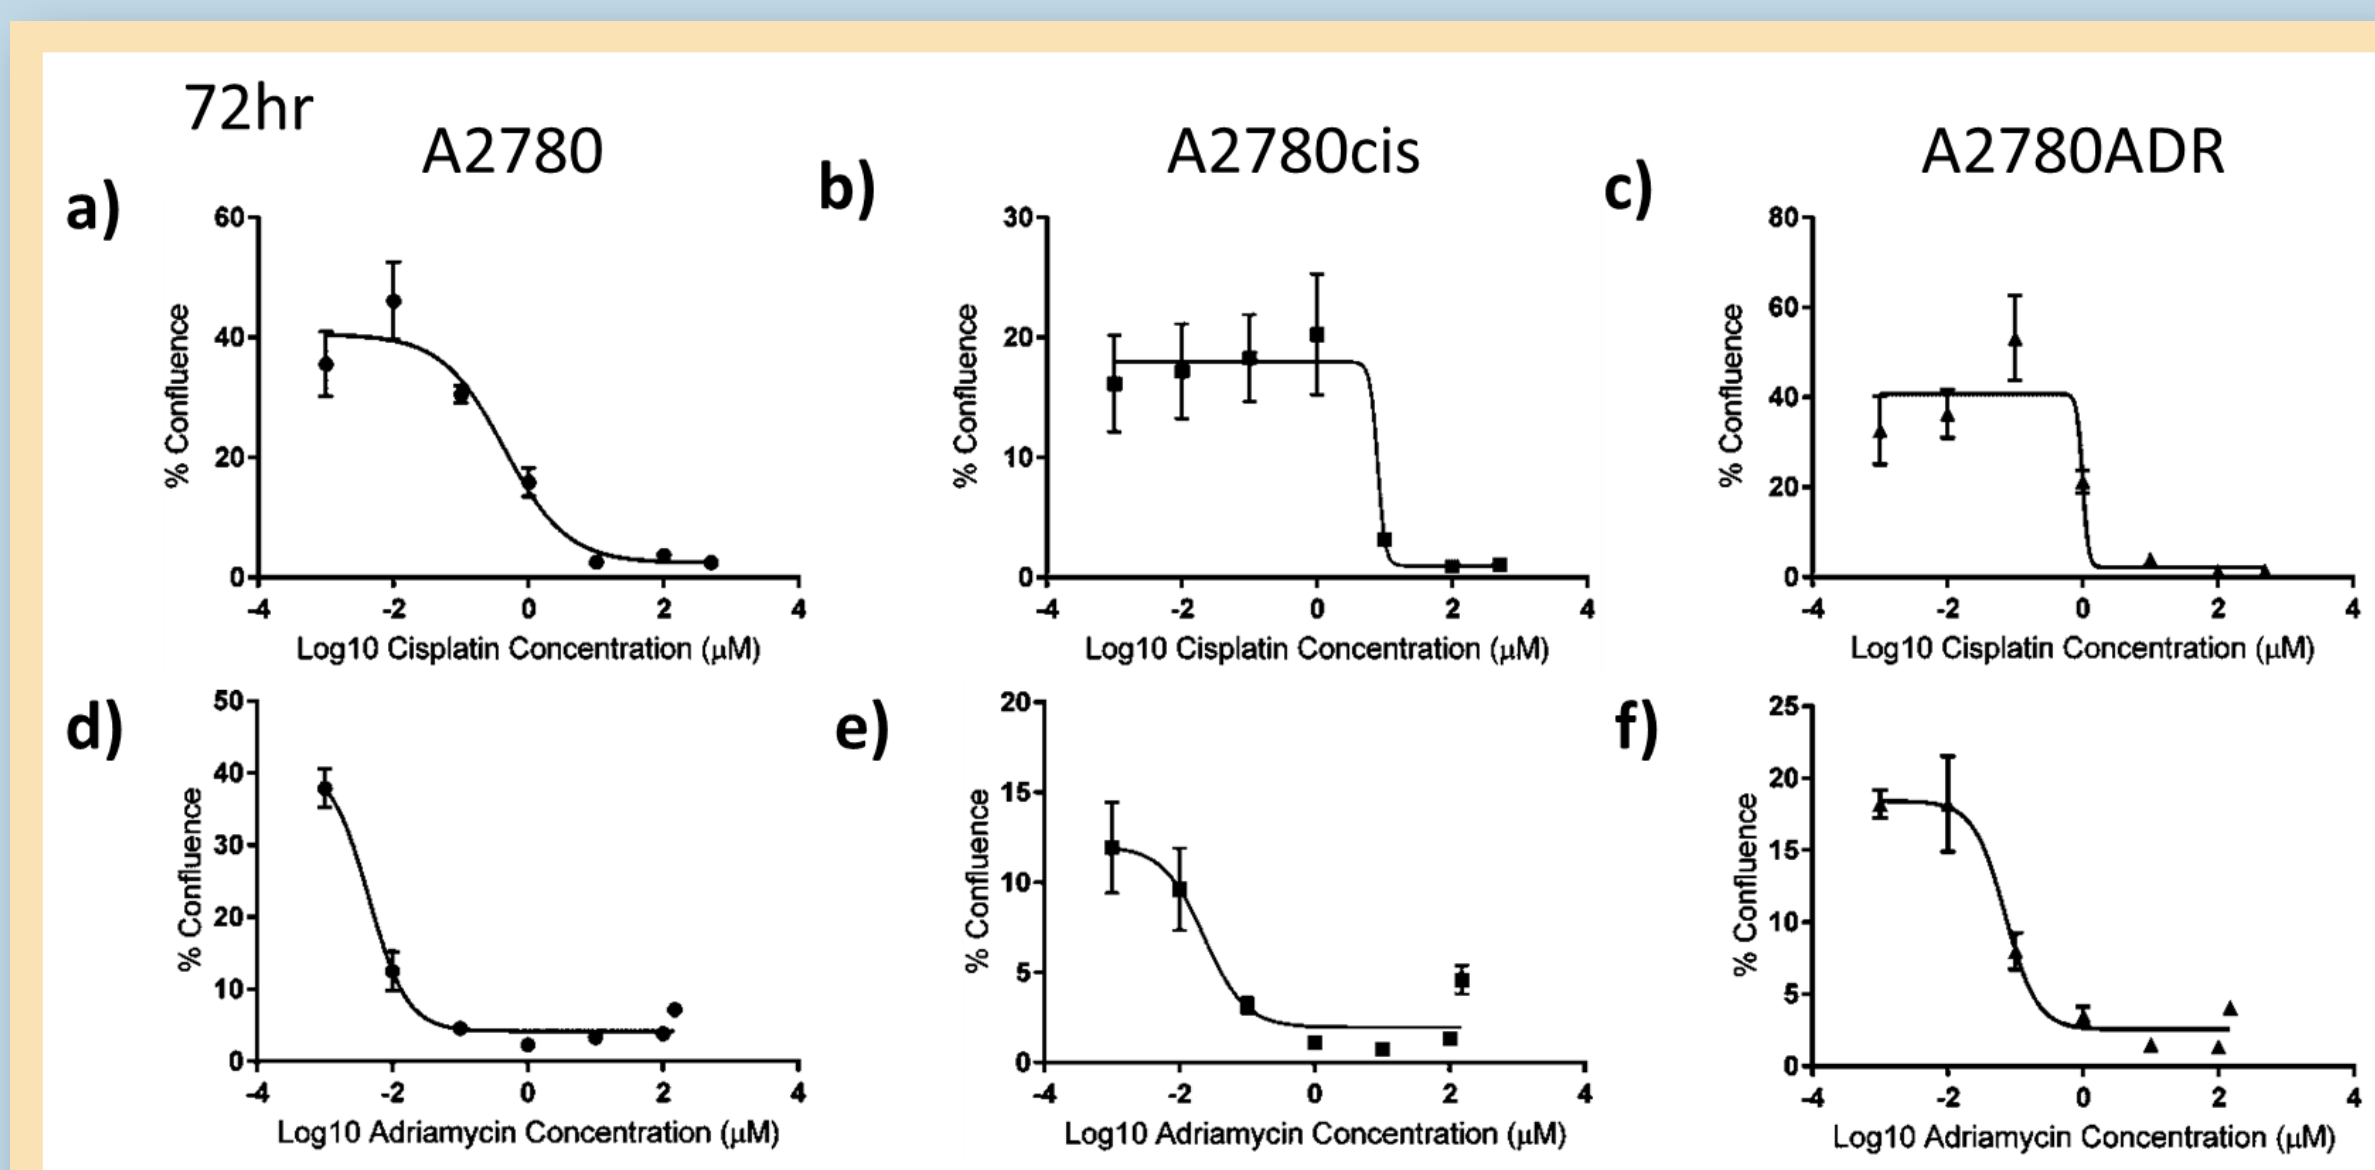 72hr
A2780
A2780cis
A2780ADR
a)
60
40
20
0
% Confluence
-4 -2 0 2 4
Log10 Cisplatin Concentration (μM)
b)
30
20
10
0
% Confluence
-4 -2 0 2 4
Log10 Cisplatin Concentration (μM)
c)
80
60
40
20
0
% Confluence
-4 -2 0 2 4
Log10 Cisplatin Concentration (μM)
d)
50
40
30
20
10
0
% Confluence
-4 -2 0 2 4
Log10 Adriamycin Concentration (μM)
e)
20
15
10
5
0
% Confluence
-4 -2 0 2 4
Log10 Adriamycin Concentration (μM)
f)
25
20
15
10
5
0
% Confluence
-4 -2 0 2 4
Log10 Adriamycin Concentration (μM)